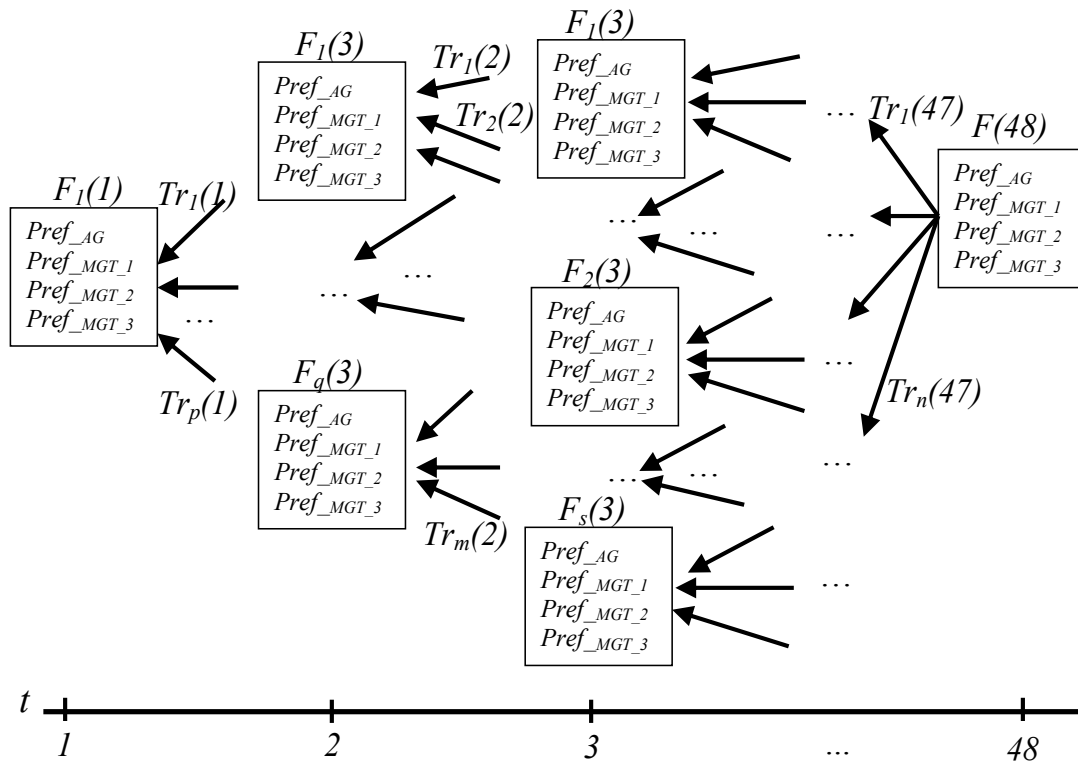 F1(3)
Pref_AG
Pref_MGT_1
Pref_MGT_2
Pref_MGT_3
Tr1(2)
Tr2(2)
F1(3)
Pref_AG
Pref_MGT_1
Pref_MGT_2
Pref_MGT_3
...
Tr1(47)
F(48)
Pref_AG
Pref_MGT_1
Pref_MGT_2
Pref_MGT_3
F1(1)
Tr1(1)
Pref_AG
Pref_MGT_1
Pref_MGT_2
Pref_MGT_3
...
Trp(1)
...
...
...
...
...
F2(3)
Pref_AG
Pref_MGT_1
Pref_MGT_2
Pref_MGT_3
...
...
Fq(3)
Pref_AG
Pref_MGT_1
Pref_MGT_2
Pref_MGT_3
Trm(2)
Trn(47)
...
...
...
Fs(3)
Pref_AG
Pref_MGT_1
Pref_MGT_2
Pref_MGT_3
...
t
1 2 3 ... 48